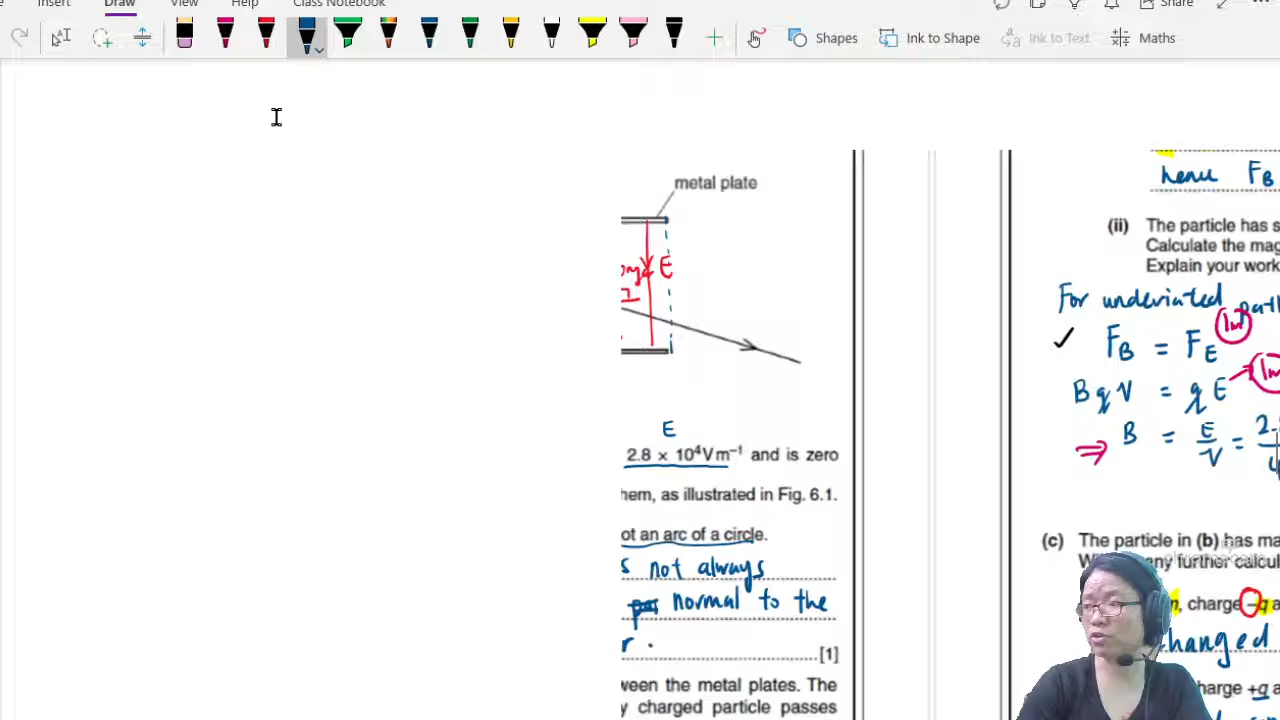 Insert Draw View Help Class Notebook Share
Shapes Ink to Shape Ink to Text Maths
metal plate
E
E
2.8 × 10⁴ V m⁻¹ and is zero
hem, as illustrated in Fig. 6.1.
ot an arc of a circle.
s not always
normal to the
r .
[1]
ween the metal plates. The
y charged particle passes
hence F_B
(ii) The particle has s
Calculate the mag
Explain your work
For undeviated path
F_B = F_E
BqV = qE
⇒ B = E/V =
(c) The particle in (b) has ma
any further calcul
, charge −q a
changed
harge +q a